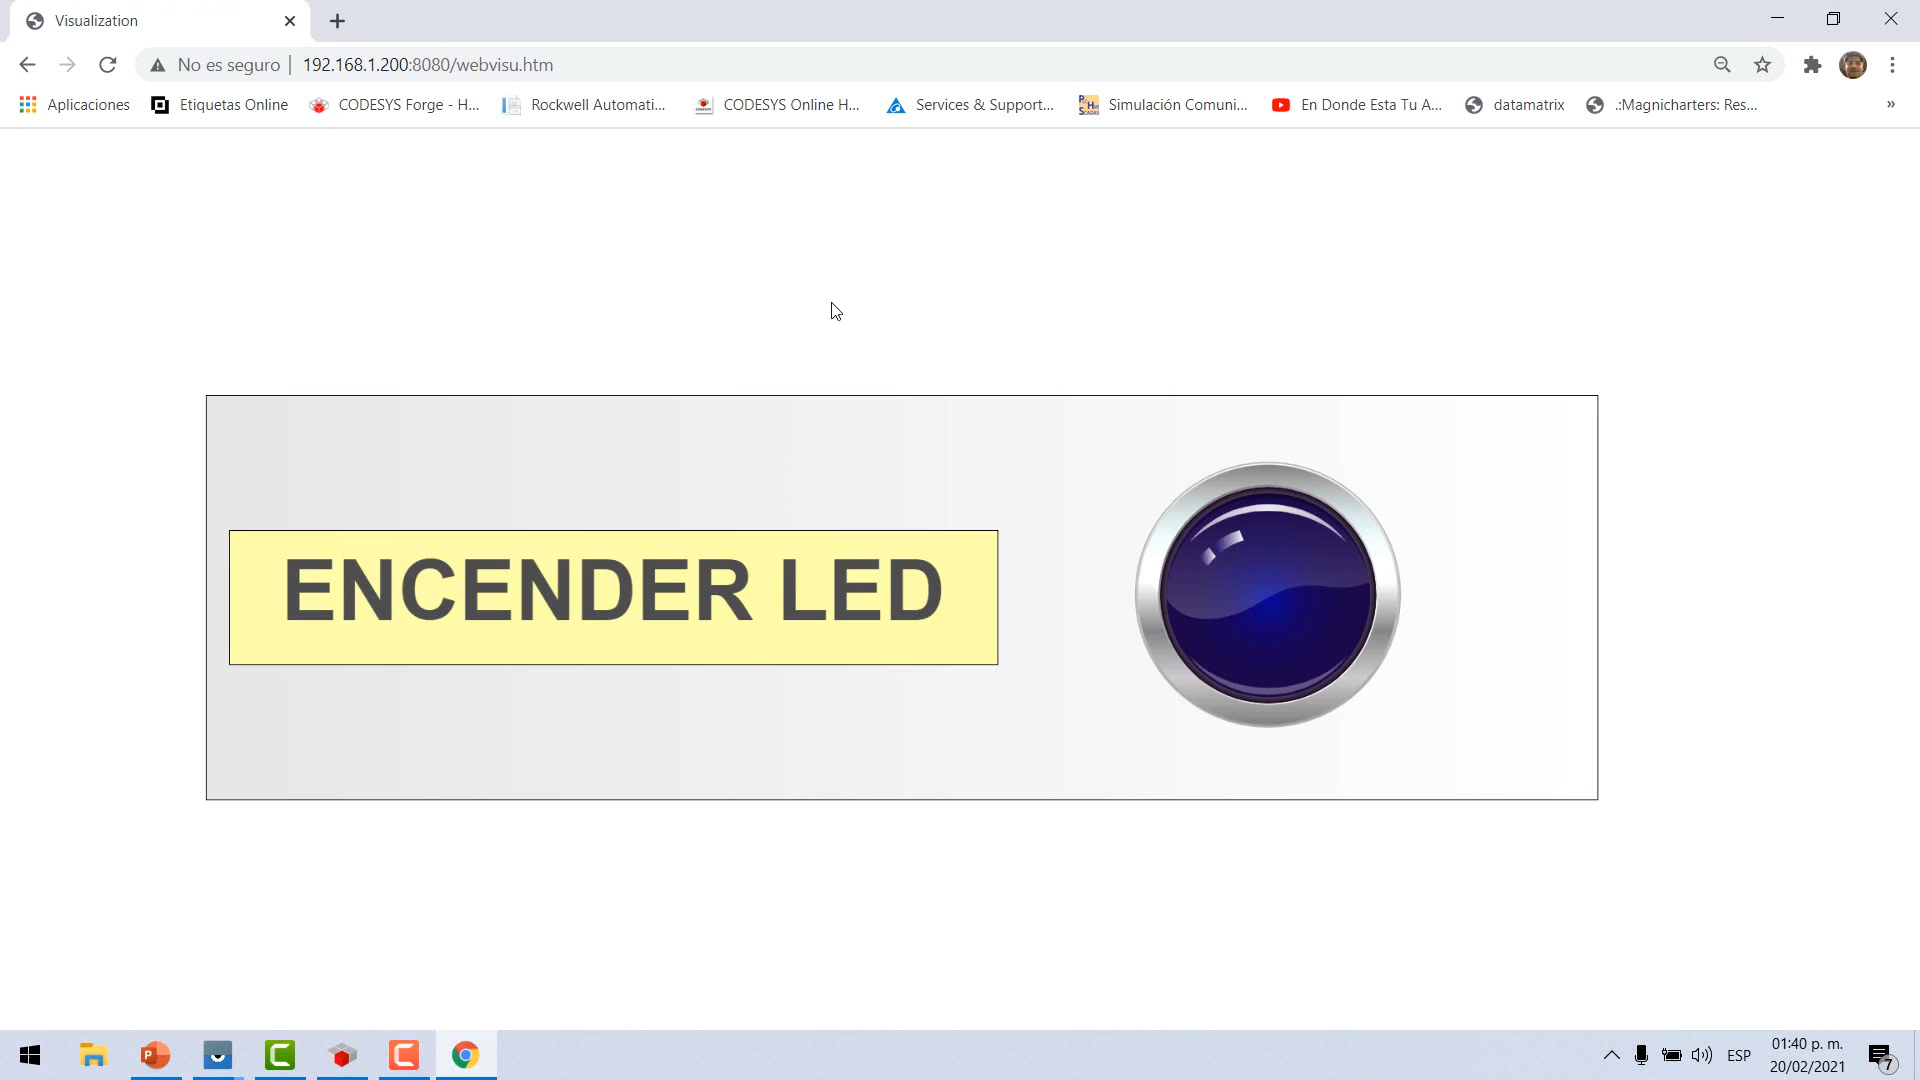 Visualization
No es seguro
192.168.1.200:8080/webvisu.htm
Aplicaciones
Etiquetas Online
CODESYS Forge - H...
Rockwell Automati...
CODESYS Online H...
Services & Support...
Simulación Comuni...
En Donde Esta Tu A...
datamatrix
.:Magnicharters: Res...
»
ENCENDER LED
ESP
01:40 p. m.
20/02/2021
7